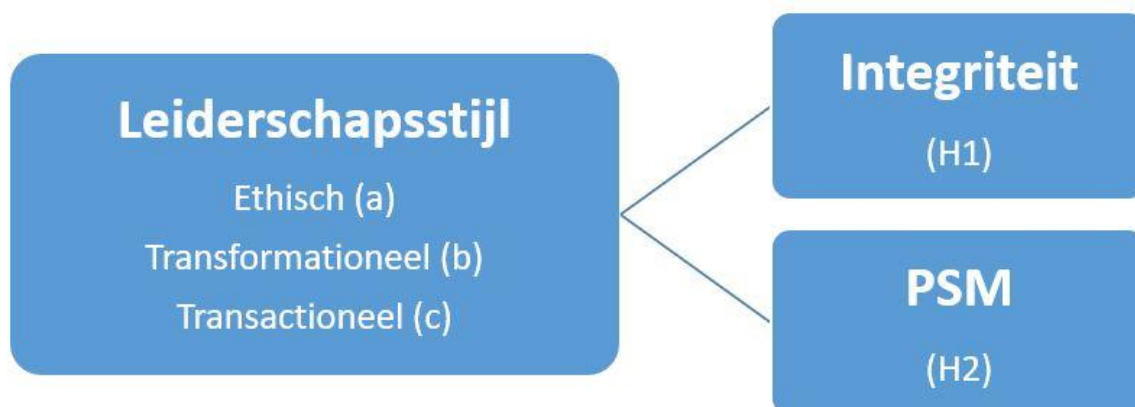 Leiderschapsstijl
Ethisch (a)
Transformationeel (b)
Transactioneel (c)
Integriteit
(H1)
PSM
(H2)